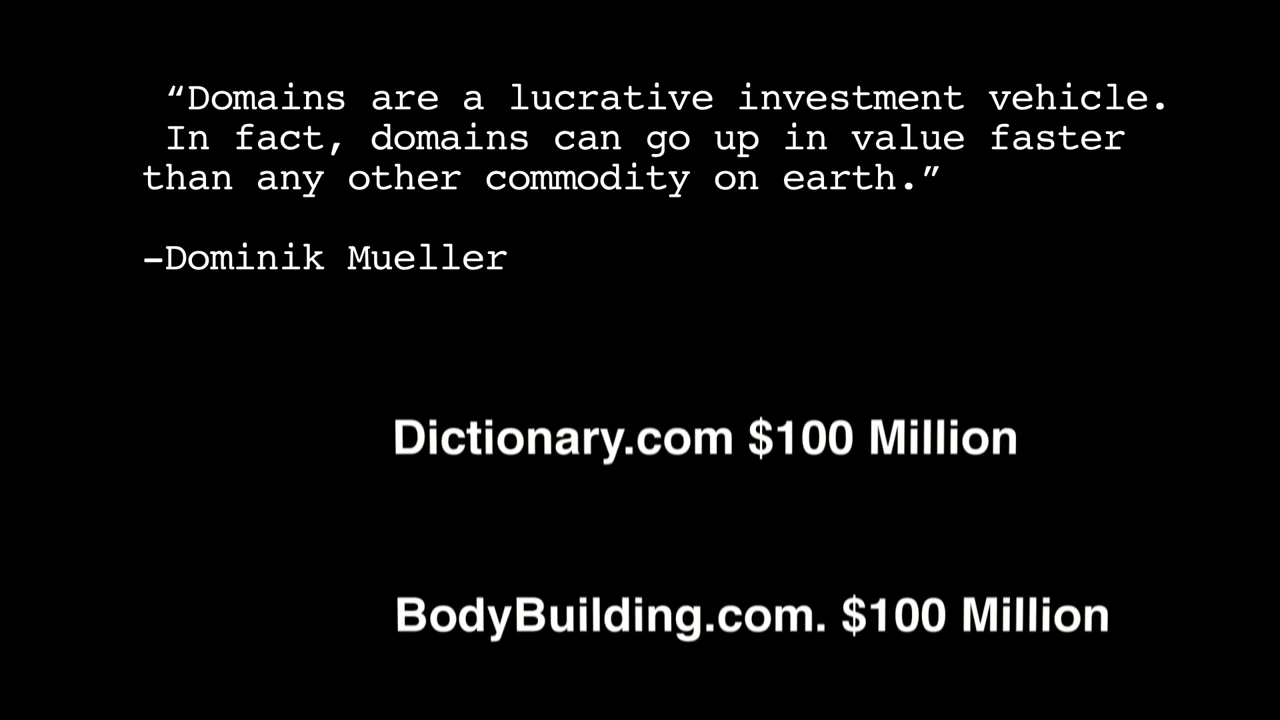 “Domains are a lucrative investment vehicle.
In fact, domains can go up in value faster
than any other commodity on earth.”
–Dominik Mueller
Dictionary.com $100 Million
BodyBuilding.com. $100 Million